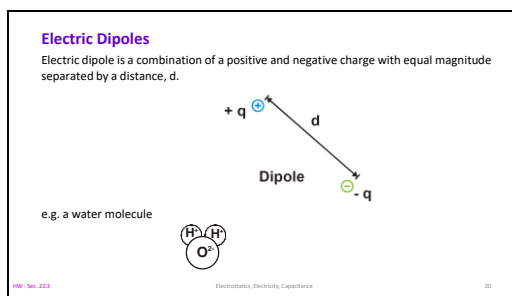 Electric Dipoles
Electric dipole is a combination of a positive and negative charge with equal magnitude
separated by a distance, d.
+ q +
d
Dipole
−
- q
e.g. a water molecule
H⁺ H⁺
O²⁻
HW : Sec. 22.3 Electrostatics, Electricity, Capacitance 20